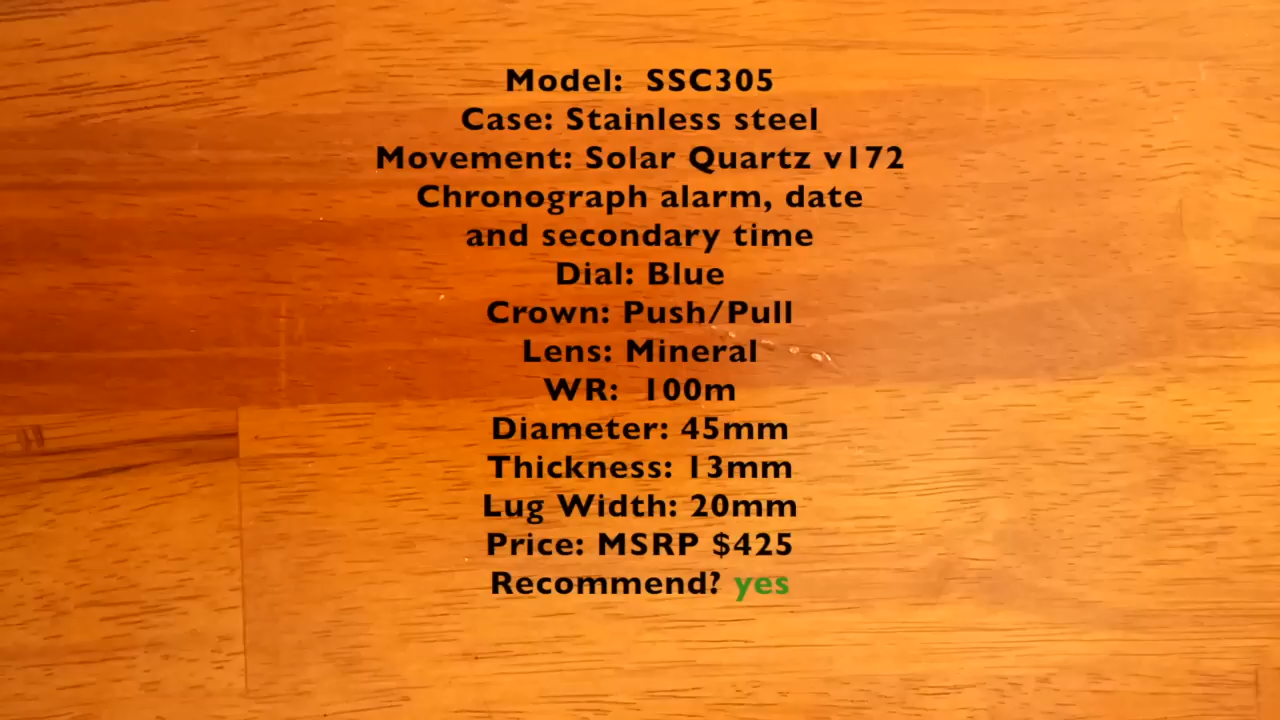 Model:  SSC305
Case: Stainless steel
Movement: Solar Quartz v172
Chronograph alarm, date
and secondary time
Dial: Blue
Crown: Push/Pull
Lens: Mineral
WR:  100m
Diameter: 45mm
Thickness: 13mm
Lug Width: 20mm
Price: MSRP $425
Recommend? yes